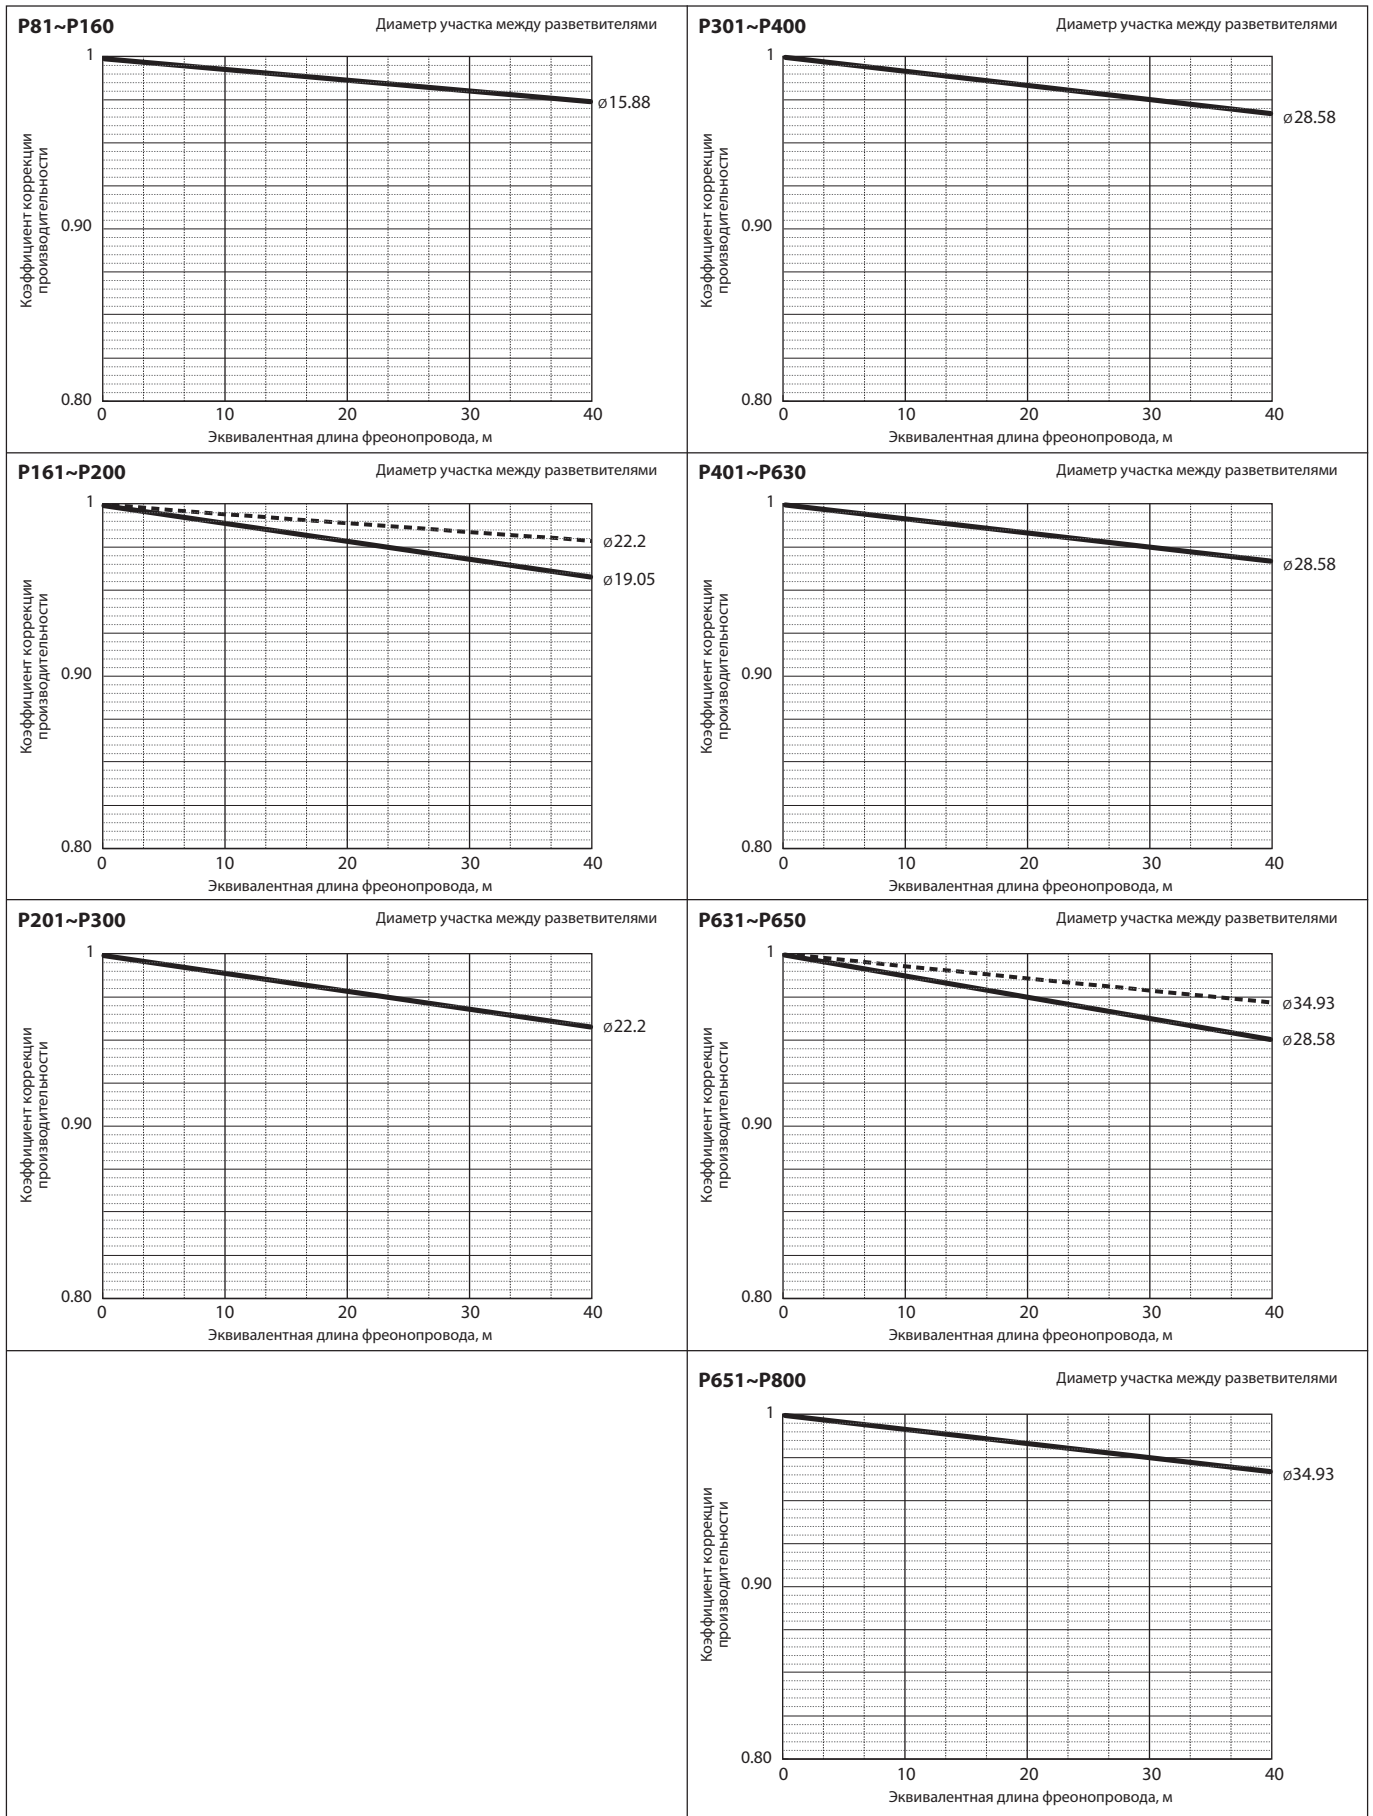 P81~P160
Диаметр участка между разветвителями
1
0.90
0.80
Коэффициент коррекции
производительности
ø15.88
0 10 20 30 40
Эквивалентная длина фреонопровода, м
P301~P400
Диаметр участка между разветвителями
1
0.90
0.80
Коэффициент коррекции
производительности
ø28.58
0 10 20 30 40
Эквивалентная длина фреонопровода, м
P161~P200
Диаметр участка между разветвителями
1
0.90
0.80
Коэффициент коррекции
производительности
ø22.2
ø19.05
0 10 20 30 40
Эквивалентная длина фреонопровода, м
P401~P630
Диаметр участка между разветвителями
1
0.90
0.80
Коэффициент коррекции
производительности
ø28.58
0 10 20 30 40
Эквивалентная длина фреонопровода, м
P201~P300
Диаметр участка между разветвителями
1
0.90
0.80
Коэффициент коррекции
производительности
ø22.2
0 10 20 30 40
Эквивалентная длина фреонопровода, м
P631~P650
Диаметр участка между разветвителями
1
0.90
0.80
Коэффициент коррекции
производительности
ø34.93
ø28.58
0 10 20 30 40
Эквивалентная длина фреонопровода, м
P651~P800
Диаметр участка между разветвителями
1
0.90
0.80
Коэффициент коррекции
производительности
ø34.93
0 10 20 30 40
Эквивалентная длина фреонопровода, м